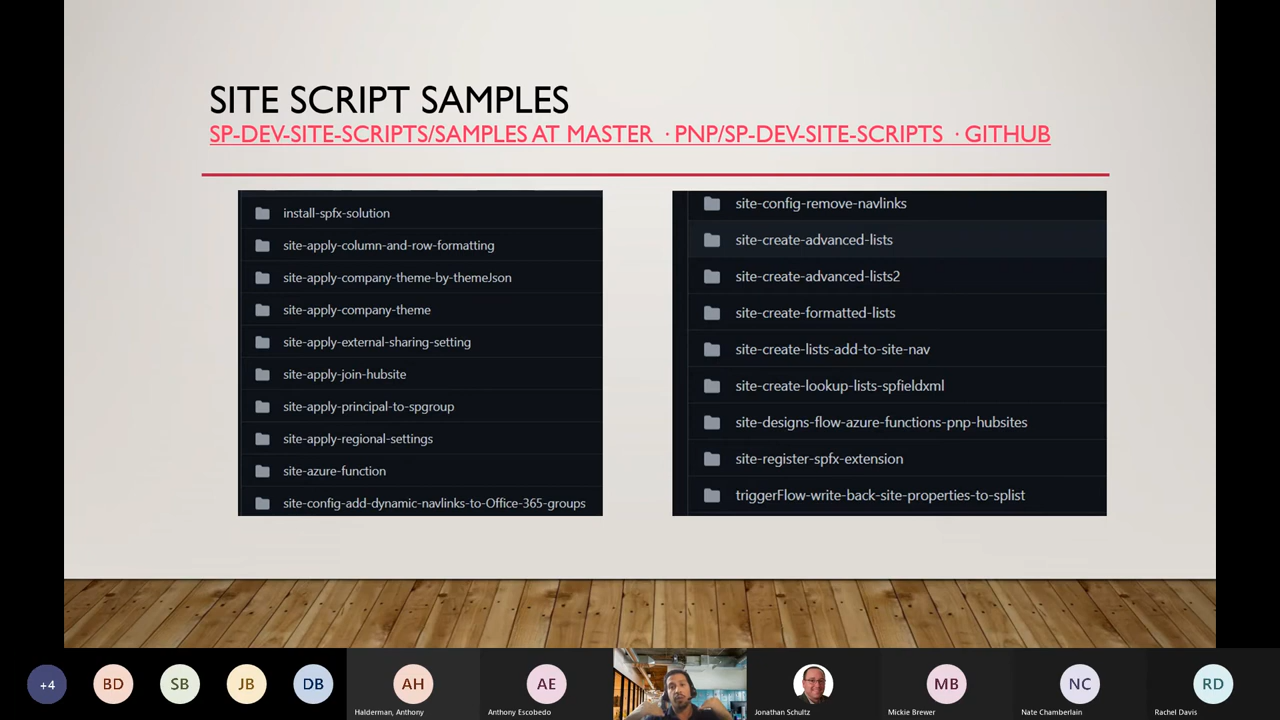 SITE SCRIPT SAMPLES
SP-DEV-SITE-SCRIPTS/SAMPLES AT MASTER · PNP/SP-DEV-SITE-SCRIPTS · GITHUB
install-spfx-solution
site-apply-column-and-row-formatting
site-apply-company-theme-by-themeJson
site-apply-company-theme
site-apply-external-sharing-setting
site-apply-join-hubsite
site-apply-principal-to-spgroup
site-apply-regional-settings
site-azure-function
site-config-add-dynamic-navlinks-to-Office-365-groups
site-config-remove-navlinks
site-create-advanced-lists
site-create-advanced-lists2
site-create-formatted-lists
site-create-lists-add-to-site-nav
site-create-lookup-lists-spfieldxml
site-designs-flow-azure-functions-pnp-hubsites
site-register-spfx-extension
triggerFlow-write-back-site-properties-to-splist
+4
BD
SB
JB
DB
AH
Halderman, Anthony
AE
Anthony Escobedo
Jonathan Schultz
MB
Mickie Brewer
NC
Nate Chamberlain
RD
Rachel Davis